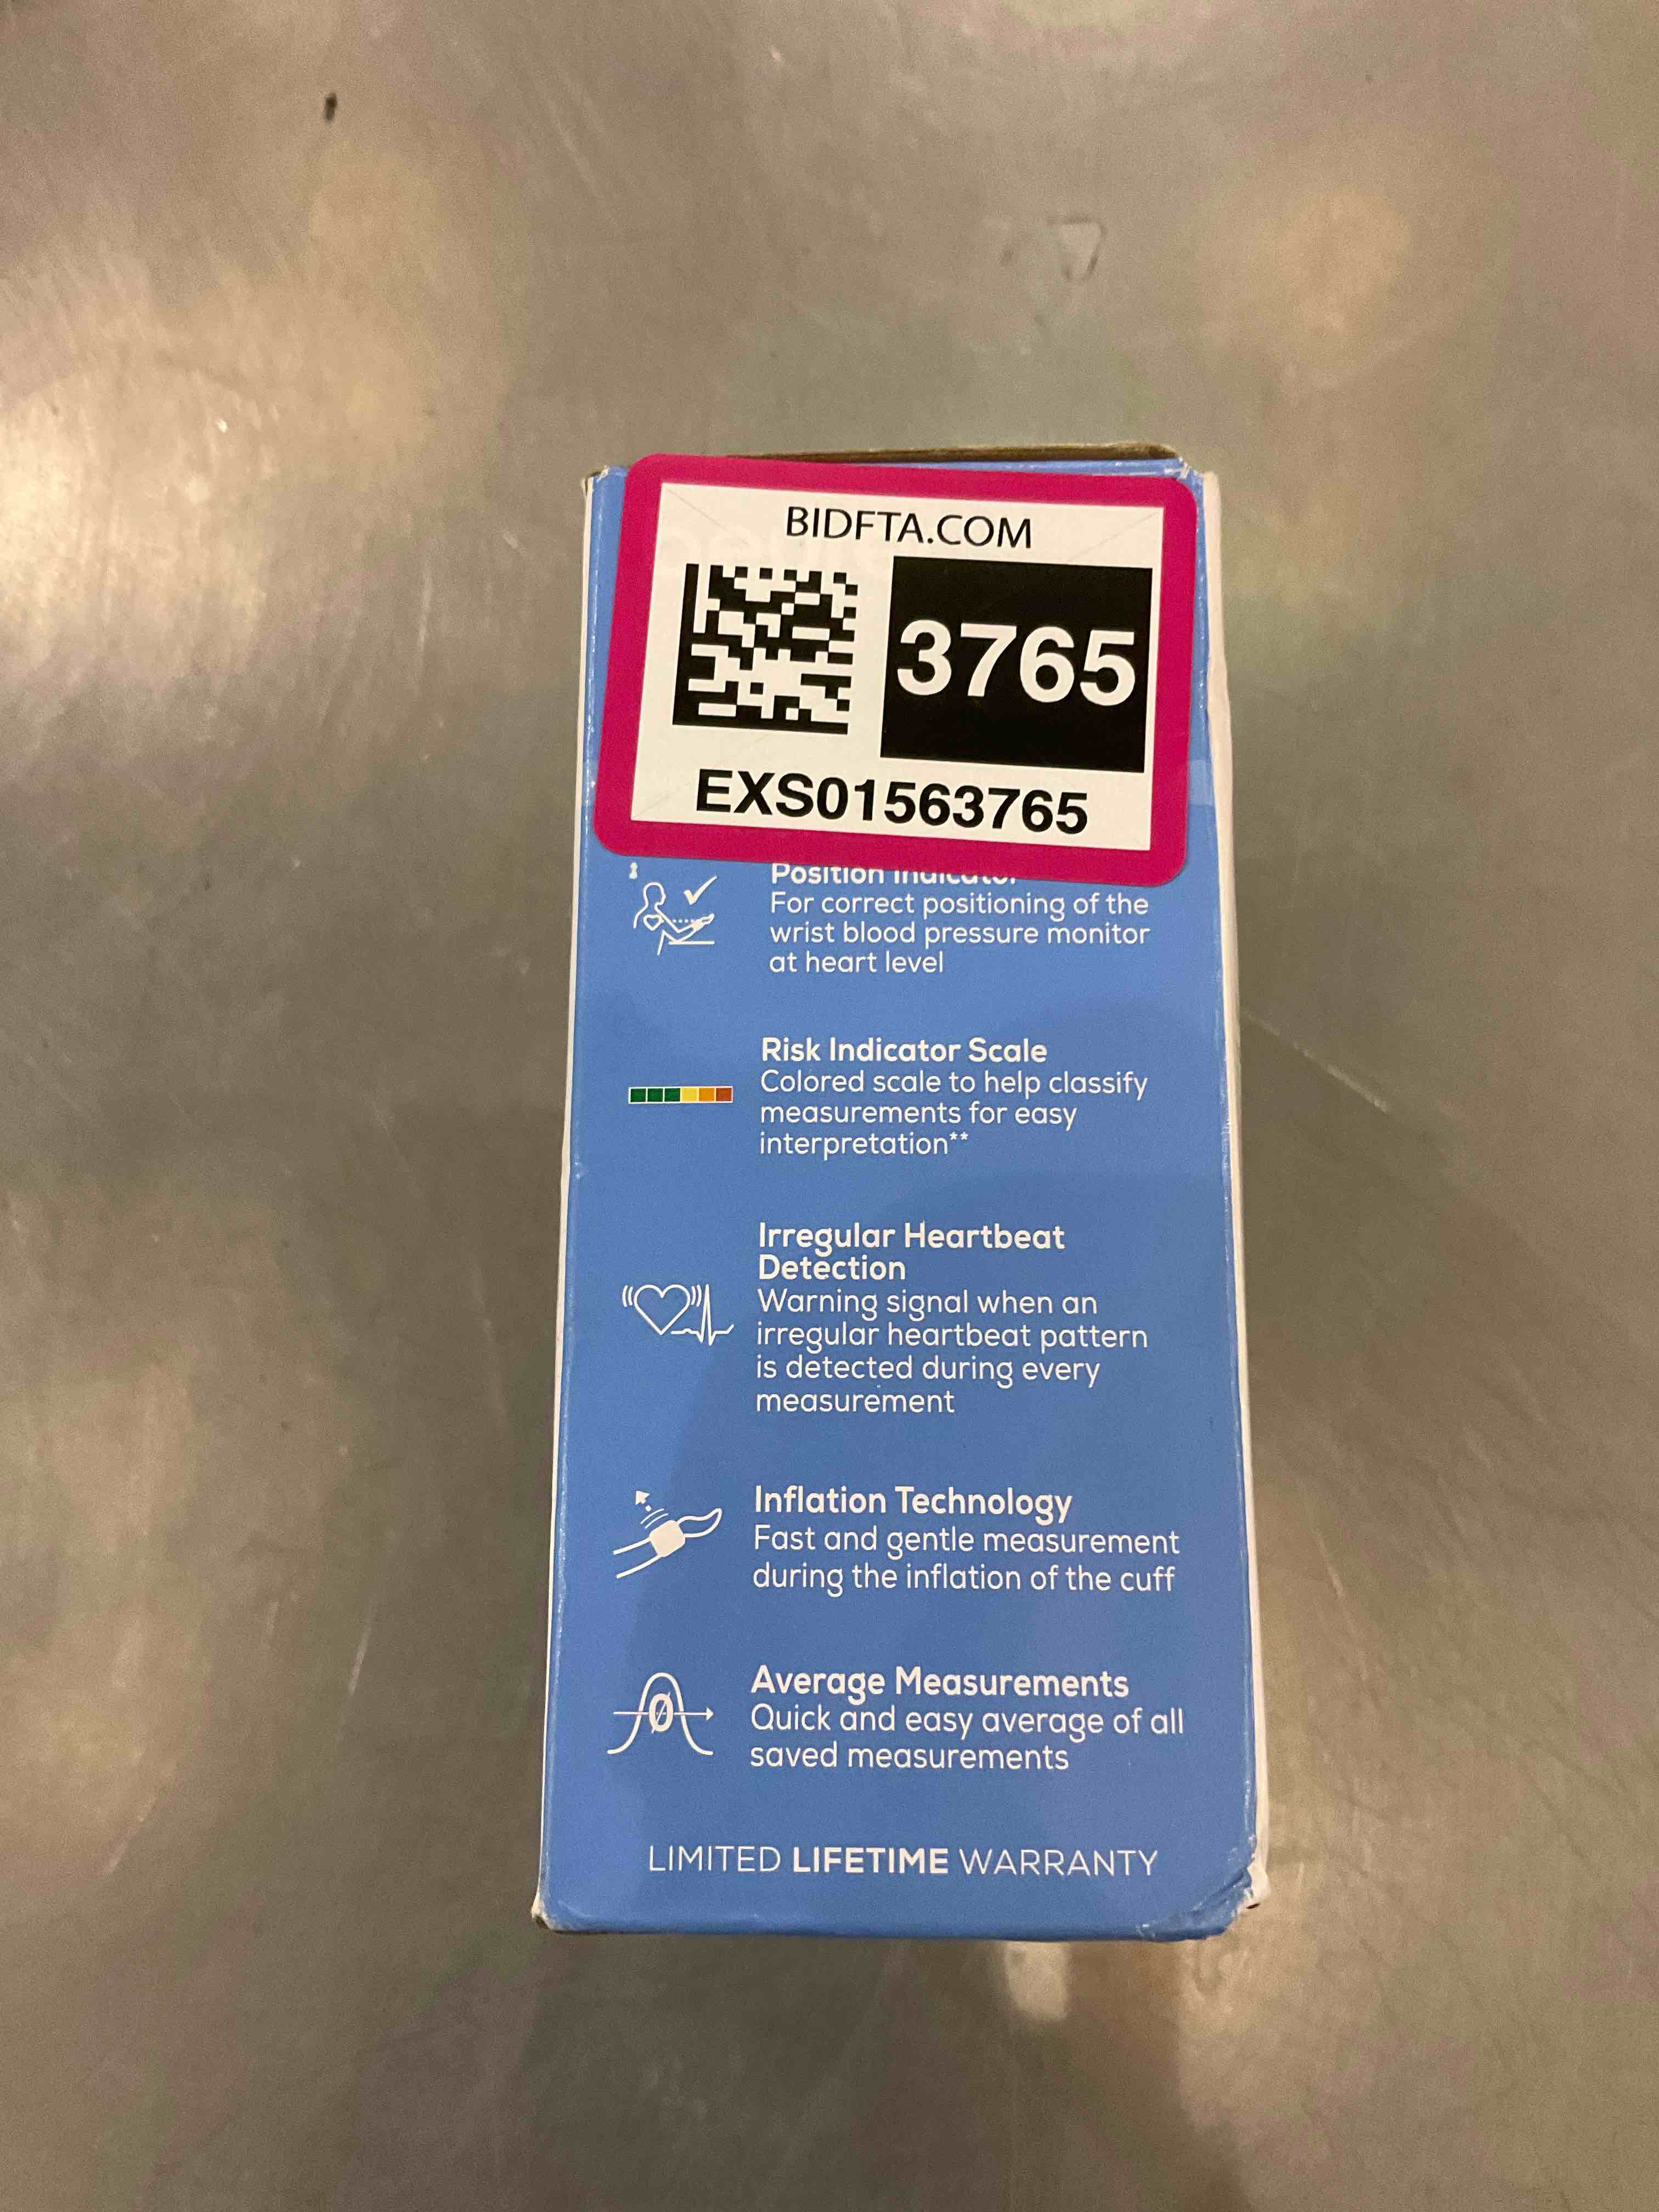 BIDFTA.COM
3765
EXS01563765
Position Indicator
For correct positioning of the
wrist blood pressure monitor
at heart level
Risk Indicator Scale
Colored scale to help classify
measurements for easy
interpretation**
Irregular Heartbeat
Detection
Warning signal when an
irregular heartbeat pattern
is detected during every
measurement
Inflation Technology
Fast and gentle measurement
during the inflation of the cuff
Average Measurements
Quick and easy average of all
saved measurements
LIMITED LIFETIME WARRANTY